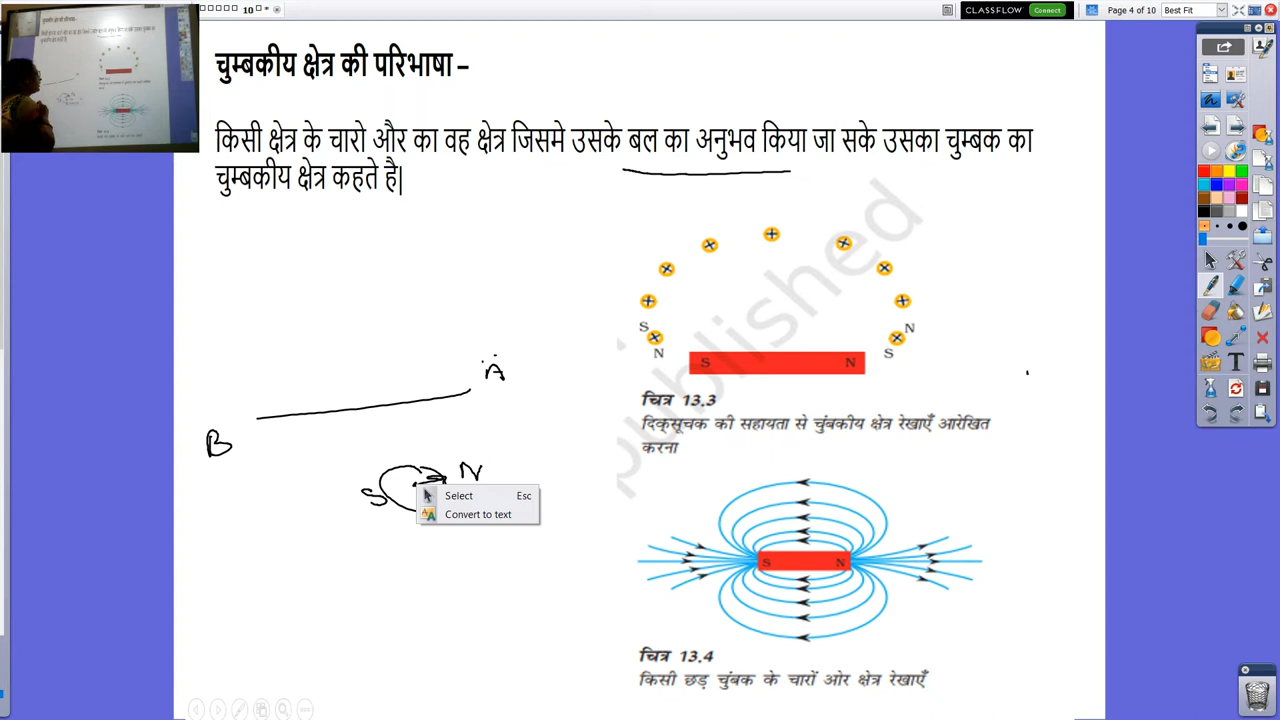 10
CLASSFLOW Connect
Page 4 of 10
Best Fit
चुम्बकीय क्षेत्र की परिभाषा –
किसी क्षेत्र के चारो और का वह क्षेत्र जिसमे उसके बल का अनुभव किया जा सके उसका चुम्बक का
चुम्बकीय क्षेत्र कहते है|
published
S
N
N
S
S N
चित्र 13.3
दिक्सूचक की सहायता से चुंबकीय क्षेत्र रेखाएँ आरेखित
करना
A
B
N
S
Select Esc
Convert to text
S N
चित्र 13.4
किसी छड़ चुंबक के चारों ओर क्षेत्र रेखाएँ